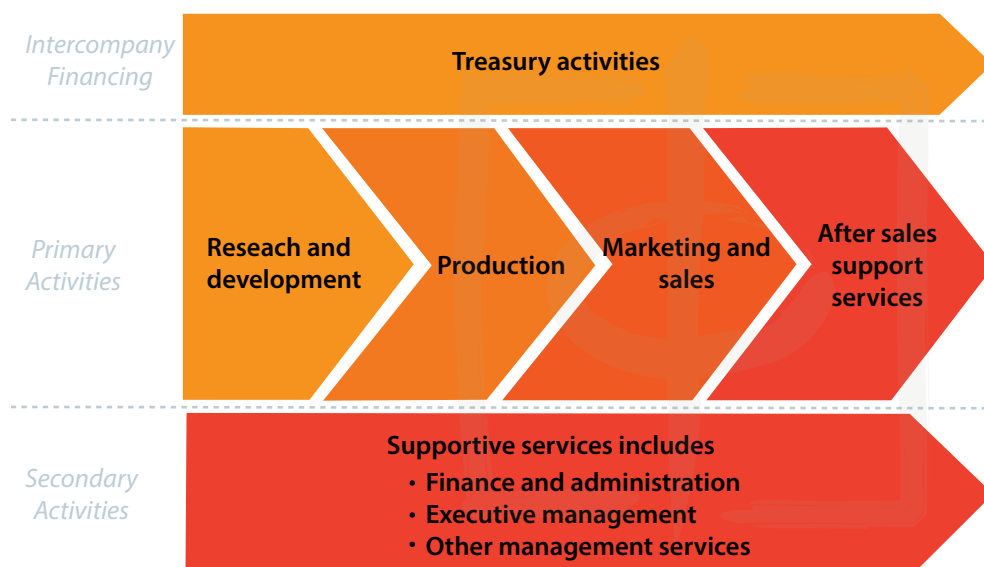 Intercompany
Financing
Treasury activities
Primary
Activities
Reseach and
development
Production
Marketing and
sales
After sales
support
services
Secondary
Activities
Supportive services includes
· Finance and administration
· Executive management
· Other management services